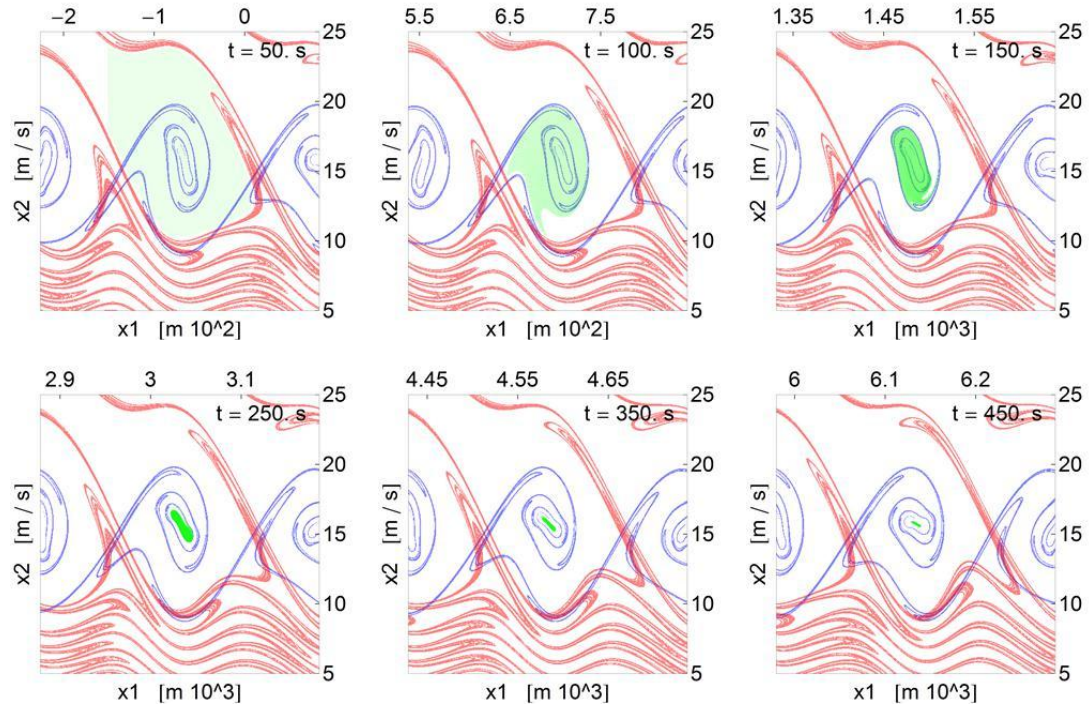 −2 −1 0
25
t = 50. s
20
x2 [m / s]
15
10
5
x1 [m 10^2]
5.5 6.5 7.5
25
t = 100. s
20
x2 [m / s]
15
10
5
x1 [m 10^2]
1.35 1.45 1.55
25
t = 150. s
20
x2 [m / s]
15
10
5
x1 [m 10^3]
2.9 3 3.1
25
t = 250. s
20
x2 [m / s]
15
10
5
x1 [m 10^3]
4.45 4.55 4.65
25
t = 350. s
20
x2 [m / s]
15
10
5
x1 [m 10^3]
6 6.1 6.2
25
t = 450. s
20
x2 [m / s]
15
10
5
x1 [m 10^3]